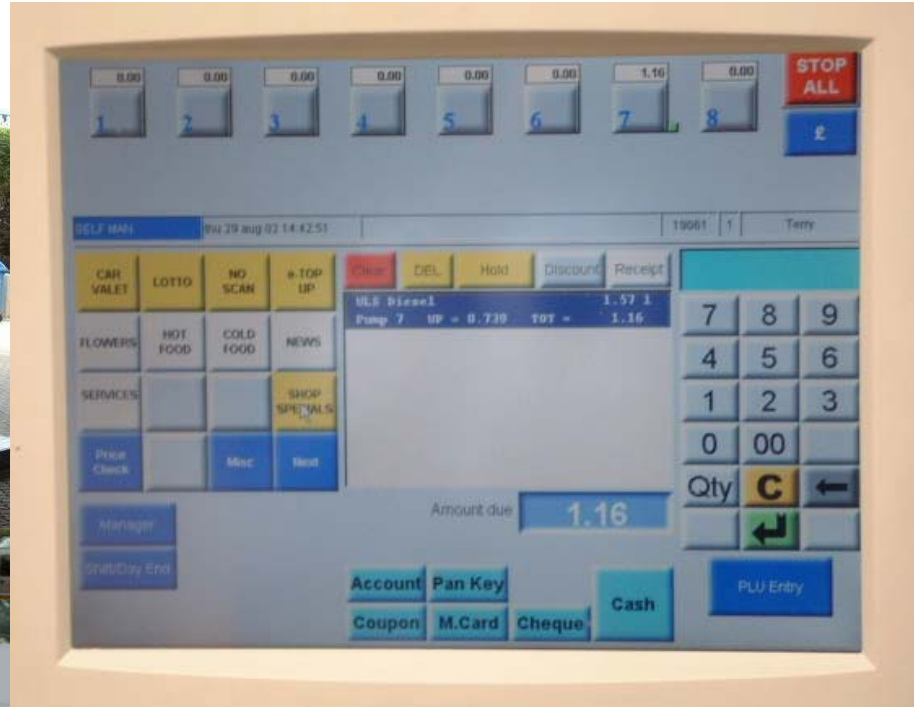 0.00 0.00 0.00 0.00 0.00 0.00 1.16 0.00 STOP ALL
1 2 3 4 5 6 7 8 £
SELF MAN thu 29 aug 02 14:42:51 1 Terry
Clear DEL Hold Discount Receipt
CAR VALET LOTTO NO SCAN e-TOP UP
ULS Diesel 1.57 l
Pump 7 UP = 0.739 TOT = 1.16
FLOWERS HOT FOOD COLD FOOD NEWS
SERVICES SHOP SPECIALS
Price Check Misc Next
7 8 9
4 5 6
1 2 3
0 00
Qty C
Amount due 1.16
Manager
Shift/Day End
Account Pan Key Cash PLU Entry
Coupon M.Card Cheque